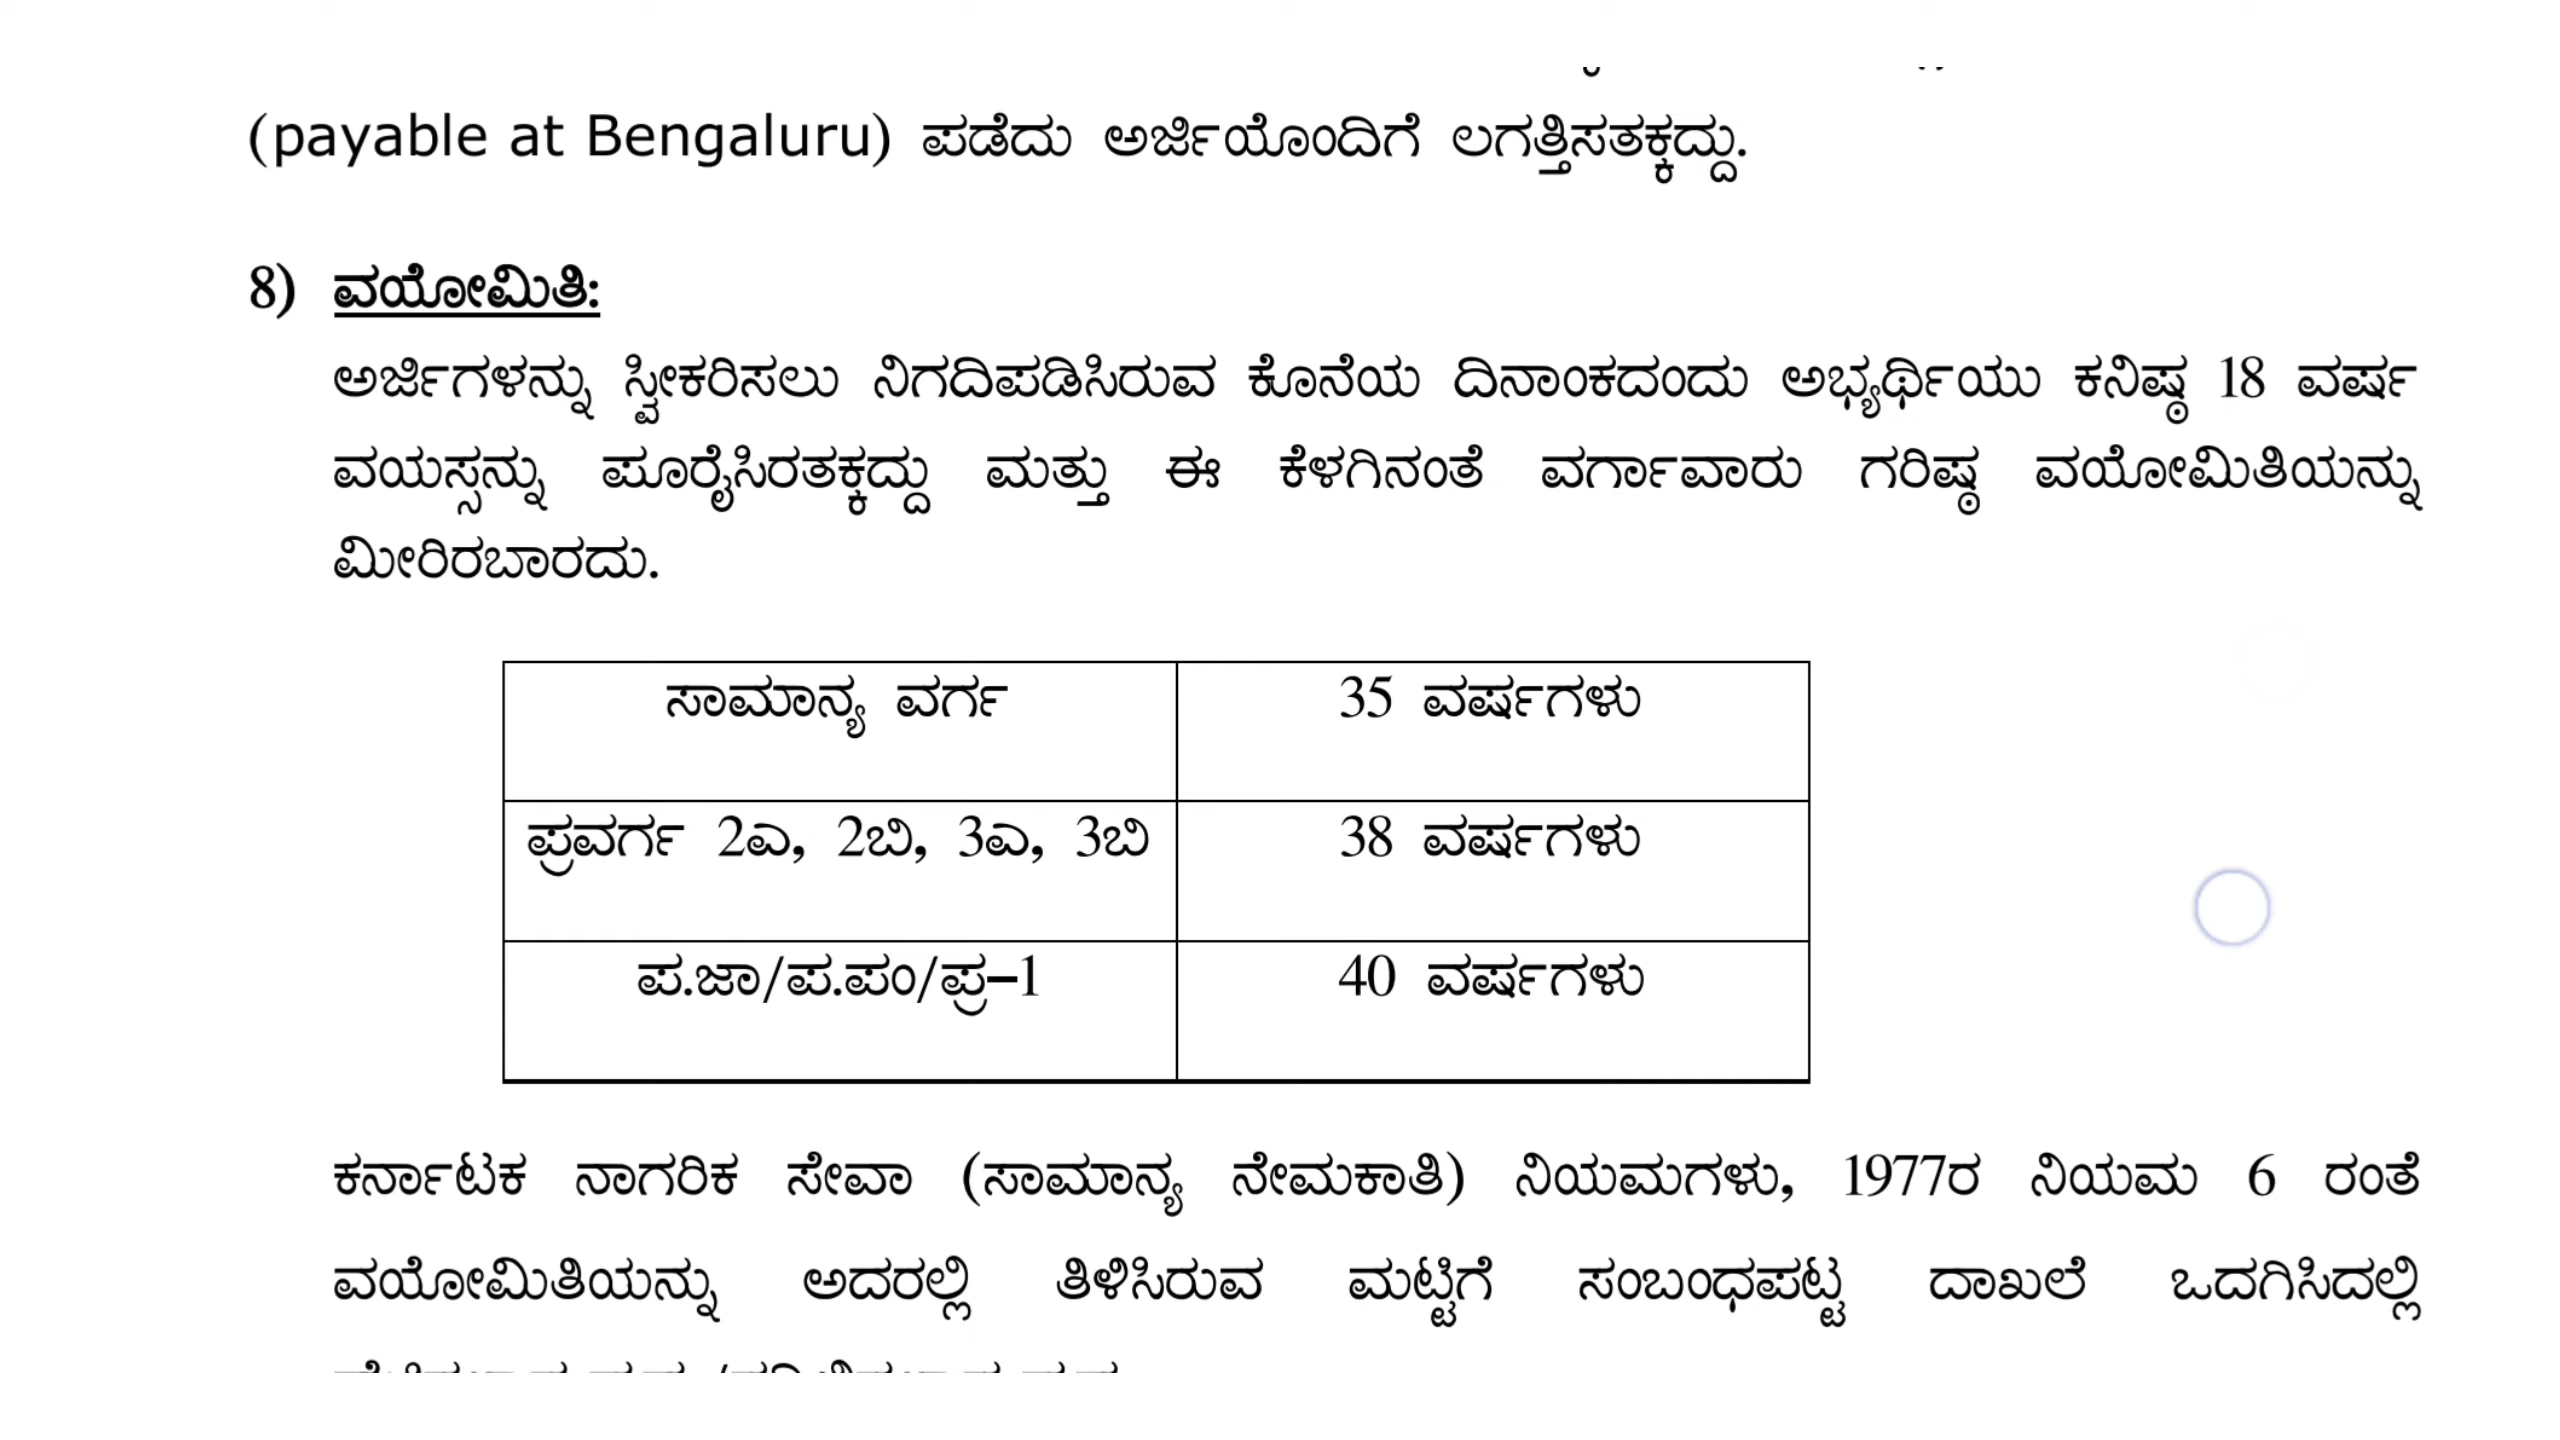 (payable at Bengaluru) ಪಡೆದು ಅರ್ಜಿಯೊಂದಿಗೆ ಲಗತ್ತಿಸತಕ್ಕದ್ದು.
8) ವಯೋಮಿತಿ:
ಅರ್ಜಿಗಳನ್ನು ಸ್ವೀಕರಿಸಲು ನಿಗದಿಪಡಿಸಿರುವ ಕೊನೆಯ ದಿನಾಂಕದಂದು ಅಭ್ಯರ್ಥಿಯು ಕನಿಷ್ಠ 18 ವರ್ಷ
ವಯಸ್ಸನ್ನು ಪೂರೈಸಿರತಕ್ಕದ್ದು ಮತ್ತು ಈ ಕೆಳಗಿನಂತೆ ವರ್ಗಾವಾರು ಗರಿಷ್ಠ ವಯೋಮಿತಿಯನ್ನು
ಮೀರಿರಬಾರದು.
ಸಾಮಾನ್ಯ ವರ್ಗ 35 ವರ್ಷಗಳು
ಪ್ರವರ್ಗ 2ಎ, 2ಬಿ, 3ಎ, 3ಬಿ 38 ವರ್ಷಗಳು
ಪ.ಜಾ/ಪ.ಪಂ/ಪ್ರ–1 40 ವರ್ಷಗಳು
ಕರ್ನಾಟಕ ನಾಗರಿಕ ಸೇವಾ (ಸಾಮಾನ್ಯ ನೇಮಕಾತಿ) ನಿಯಮಗಳು, 1977ರ ನಿಯಮ 6 ರಂತೆ
ವಯೋಮಿತಿಯನ್ನು ಅದರಲ್ಲಿ ತಿಳಿಸಿರುವ ಮಟ್ಟಿಗೆ ಸಂಬಂಧಪಟ್ಟ ದಾಖಲೆ ಒದಗಿಸಿದಲ್ಲಿ